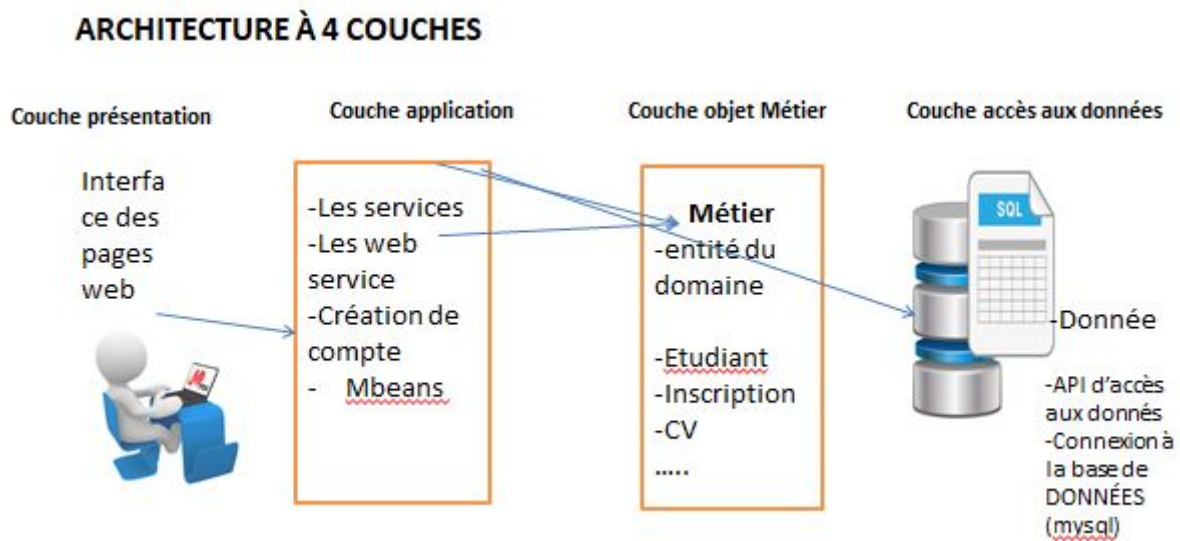 ARCHITECTURE À 4 COUCHES
Couche présentation
Couche application
Couche objet Métier
Couche accès aux données
Interfa
ce des
pages
web
-Les services
-Les web
service
-Création de
compte
- Mbeans
Métier
-entité du
domaine
-Etudiant
-Inscription
-CV
.....
SQL
-Donnée
-API d’accès
aux donnés
-Connexion à
la base de
DONNÉES
(mysql)